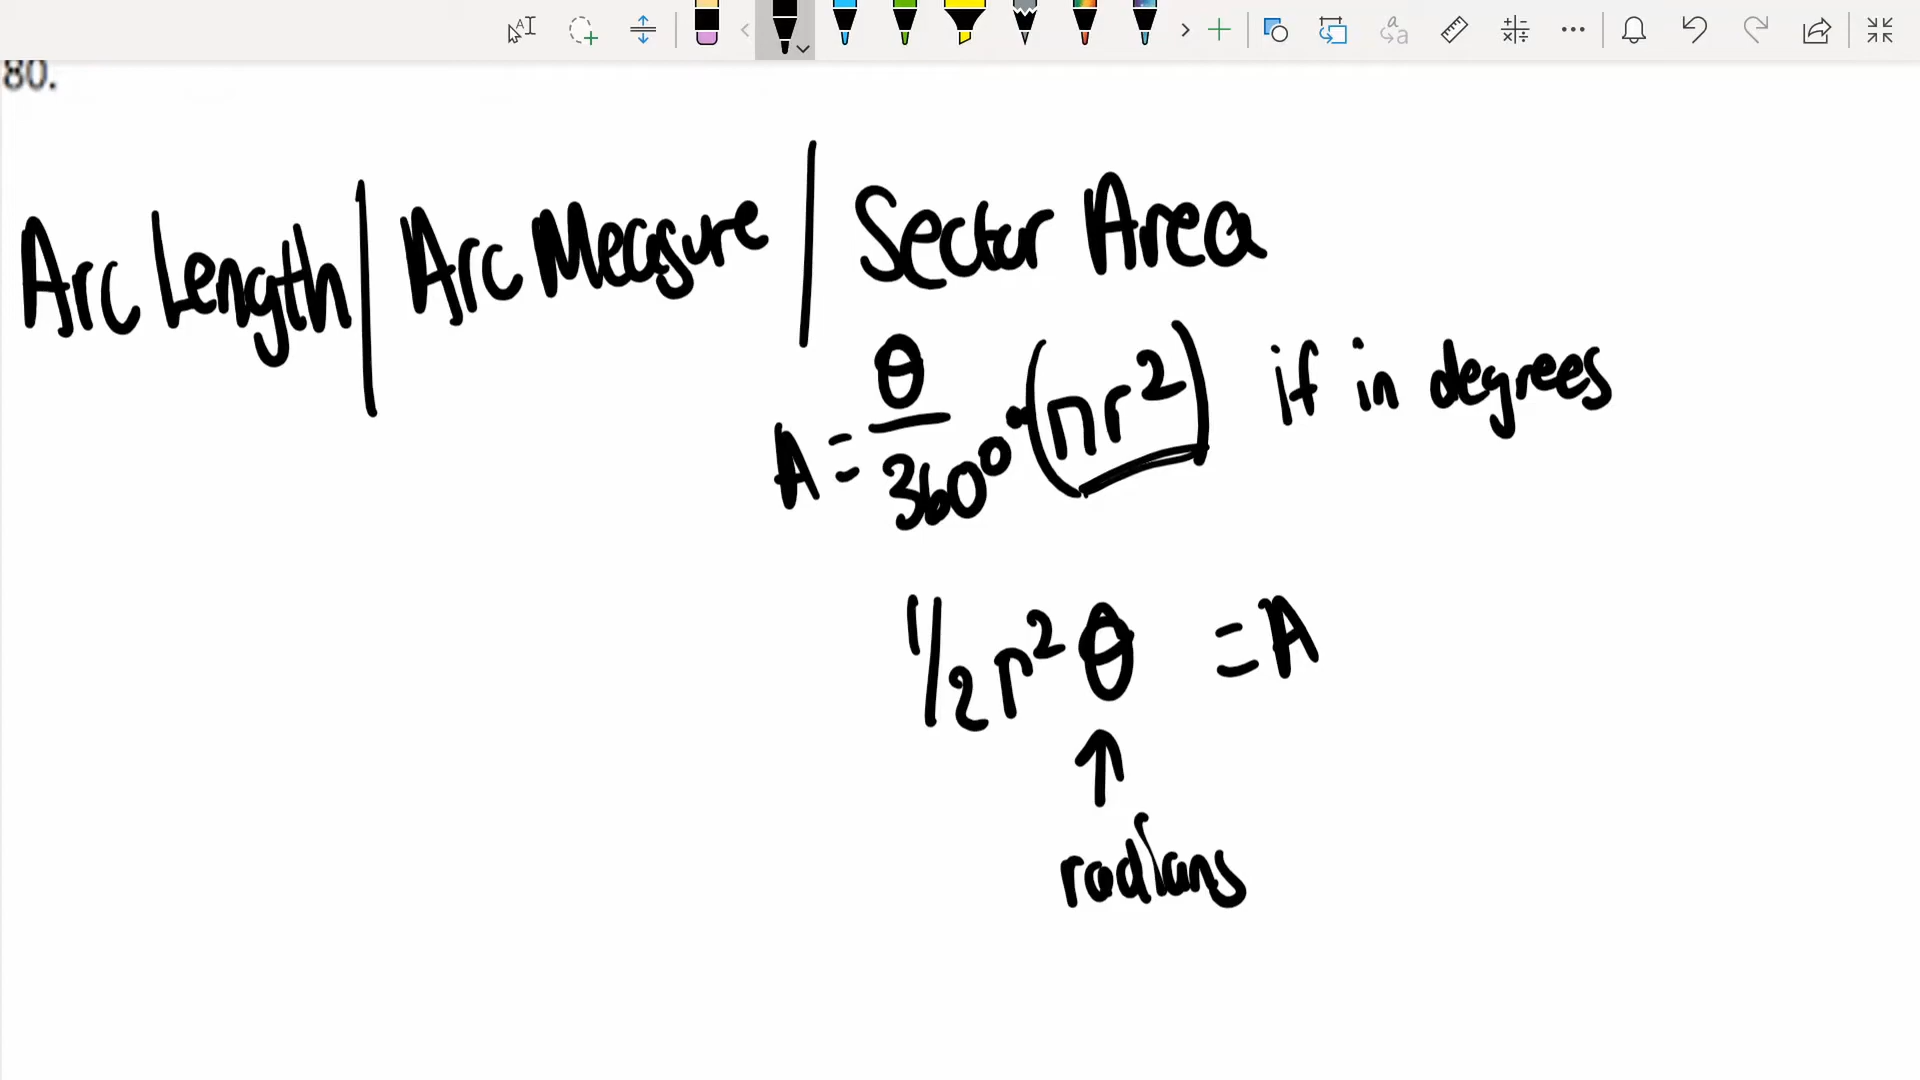 80.
Arc Length | Arc Measure | Sector Area
A = θ/360° · (πr²) if in degrees
1/2 r² θ = A
↑
radians